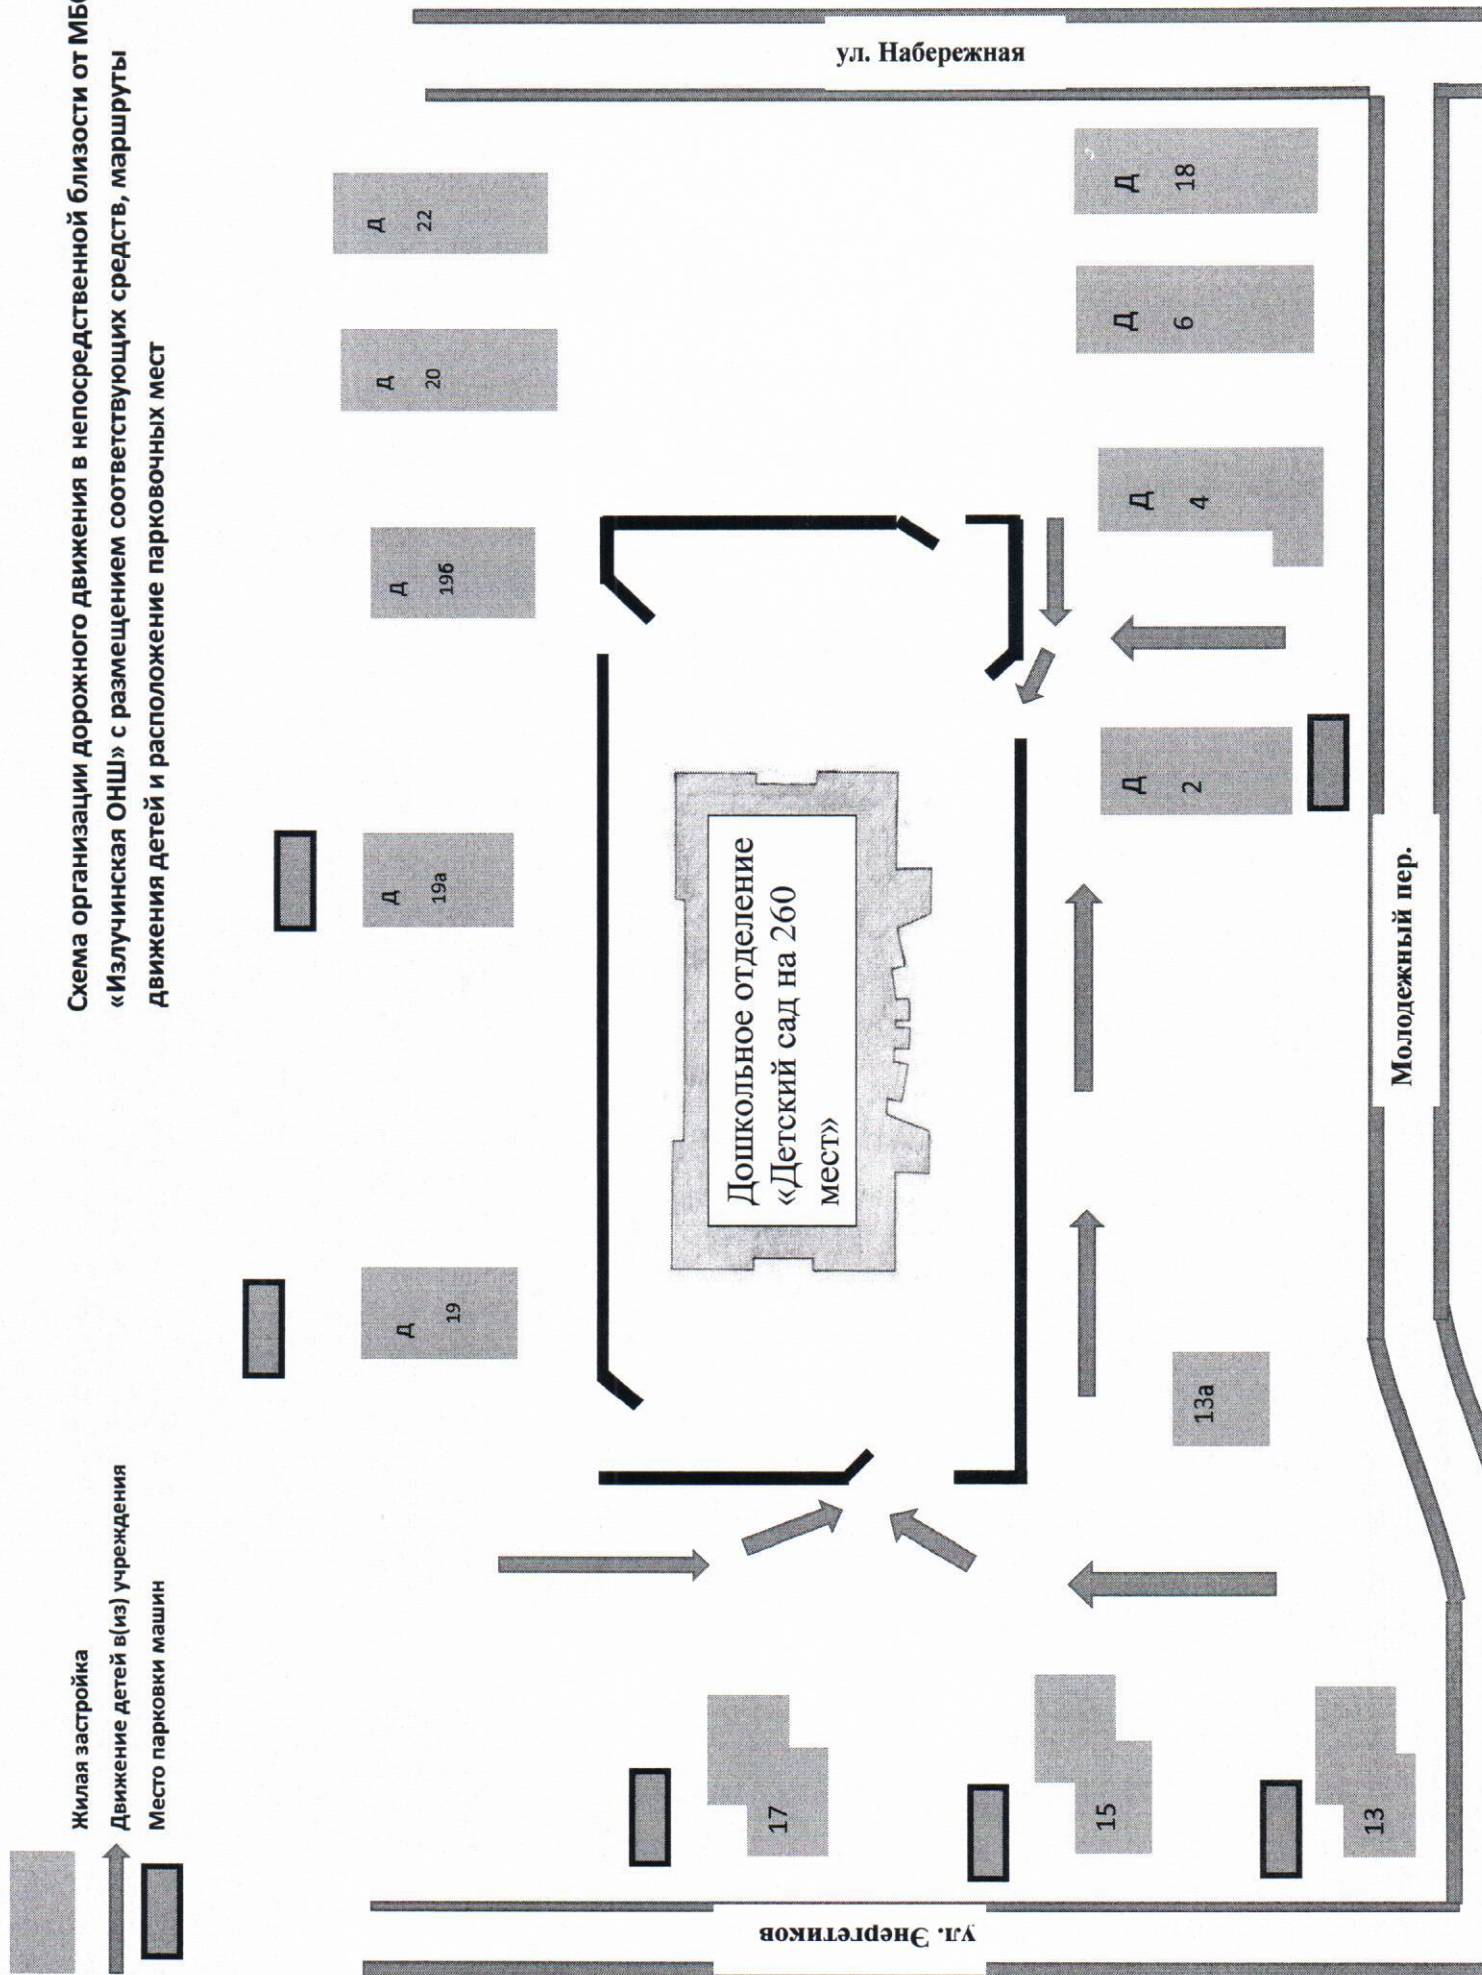 Схема организации дорожного движения в непосредственной близости от МБ
«Излучинская ОНШ» с размещением соответствующих средств, маршруты
движения детей и расположение парковочных мест
Жилая застройка
Движение детей в(из) учреждения
Место парковки машин
Д
19
Д
19а
Д
19б
Д
20
Д
22
ул. Энергетиков
17
15
13
13а
Дошкольное отделение
«Детский сад на 260
мест»
Д
2
Д
4
Д
6
Д
18
ул. Набережная
Молодежный пер.